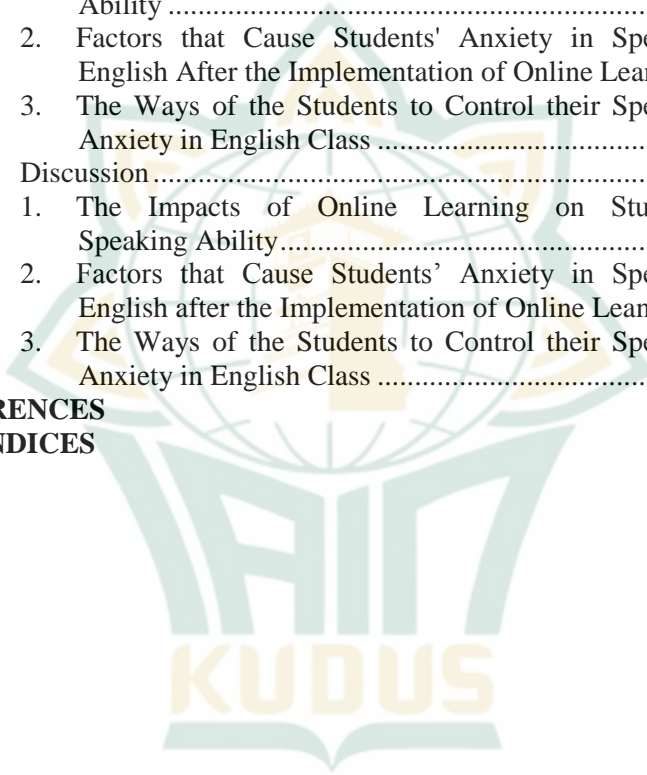 Ability ................................................................
2. Factors that Cause Students' Anxiety in Spe
English After the Implementation of Online Lear
3. The Ways of the Students to Control their Spe
Anxiety in English Class ........................................
Discussion ................................................................
1. The Impacts of Online Learning on Stu
Speaking Ability........................................................
2. Factors that Cause Students’ Anxiety in Spe
English after the Implementation of Online Lear
3. The Ways of the Students to Control their Spe
Anxiety in English Class ........................................
RENCES
NDICES
IAIN
KUDUS